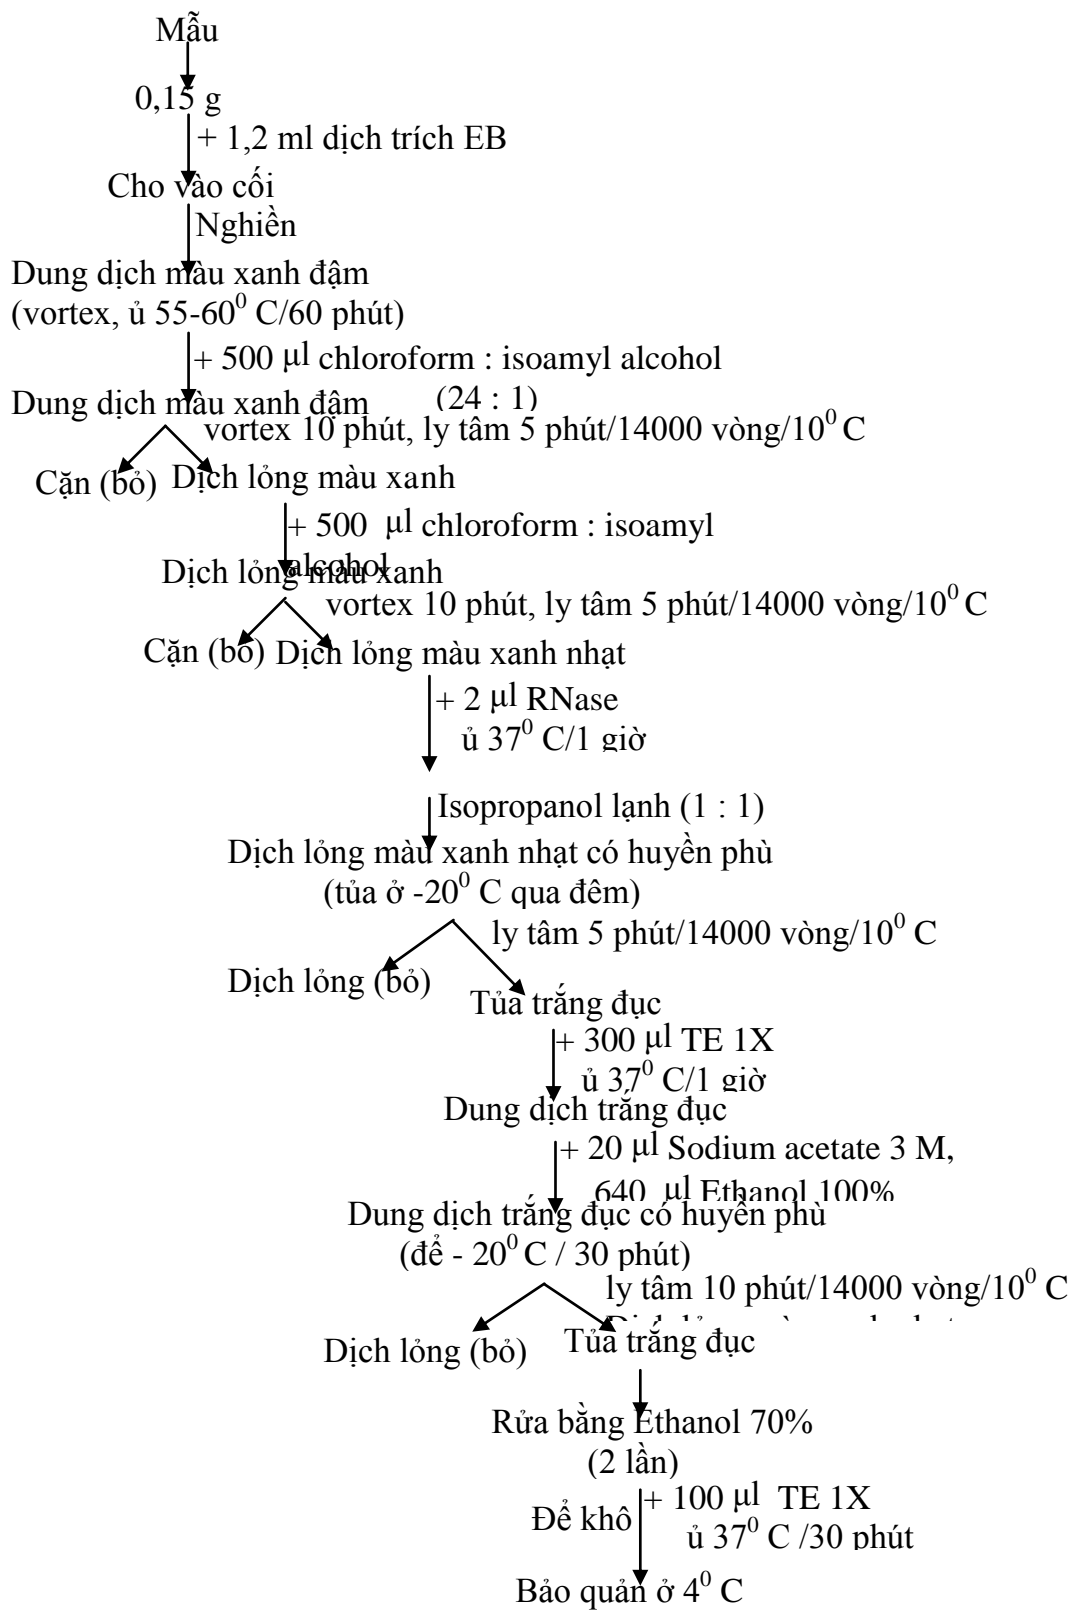 Mẫu
0,15 g
+ 1,2 ml dịch trích EB
Cho vào cối
Nghiền
Dung dịch màu xanh đậm
(vortex, ủ 55-60⁰ C/60 phút)
+ 500 µl chloroform : isoamyl alcohol
(24 : 1)
Dung dịch màu xanh đậm
vortex 10 phút, ly tâm 5 phút/14000 vòng/10⁰ C
Cặn (bỏ) Dịch lỏng màu xanh
+ 500 µl chloroform : isoamyl
alcohol
Dịch lỏng màu xanh
vortex 10 phút, ly tâm 5 phút/14000 vòng/10⁰ C
Cặn (bỏ) Dịch lỏng màu xanh nhạt
+ 2 µl RNase
ủ 37⁰ C/1 giờ
Isopropanol lạnh (1 : 1)
Dịch lỏng màu xanh nhạt có huyền phù
(tủa ở -20⁰ C qua đêm)
ly tâm 5 phút/14000 vòng/10⁰ C
Dịch lỏng (bỏ)
Tủa trắng đục
+ 300 µl TE 1X
ủ 37⁰ C/1 giờ
Dung dịch trắng đục
+ 20 µl Sodium acetate 3 M,
640 µl Ethanol 100%
Dung dịch trắng đục có huyền phù
(để - 20⁰ C / 30 phút)
ly tâm 10 phút/14000 vòng/10⁰ C
Dịch lỏng (bỏ)
Tủa trắng đục
Rửa bằng Ethanol 70%
(2 lần)
+ 100 µl TE 1X
Để khô
ủ 37⁰ C /30 phút
Bảo quản ở 4⁰ C